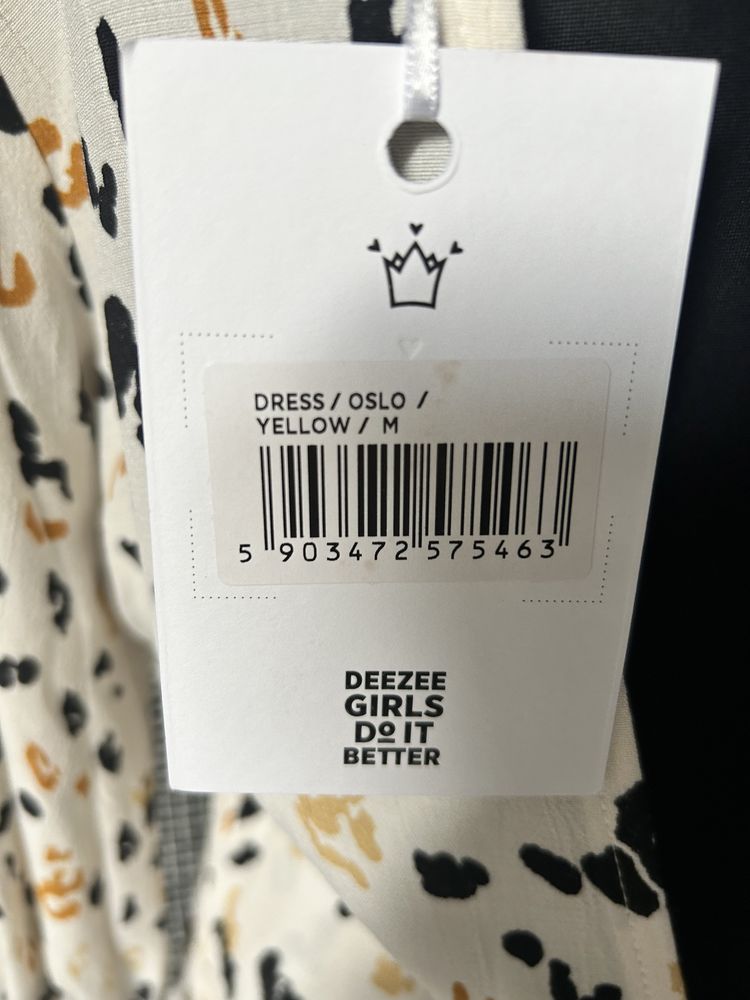 DRESS / OSLO /
YELLOW / M
5 903472 575463
DEEZEE
GIRLS
Do IT
BETTER